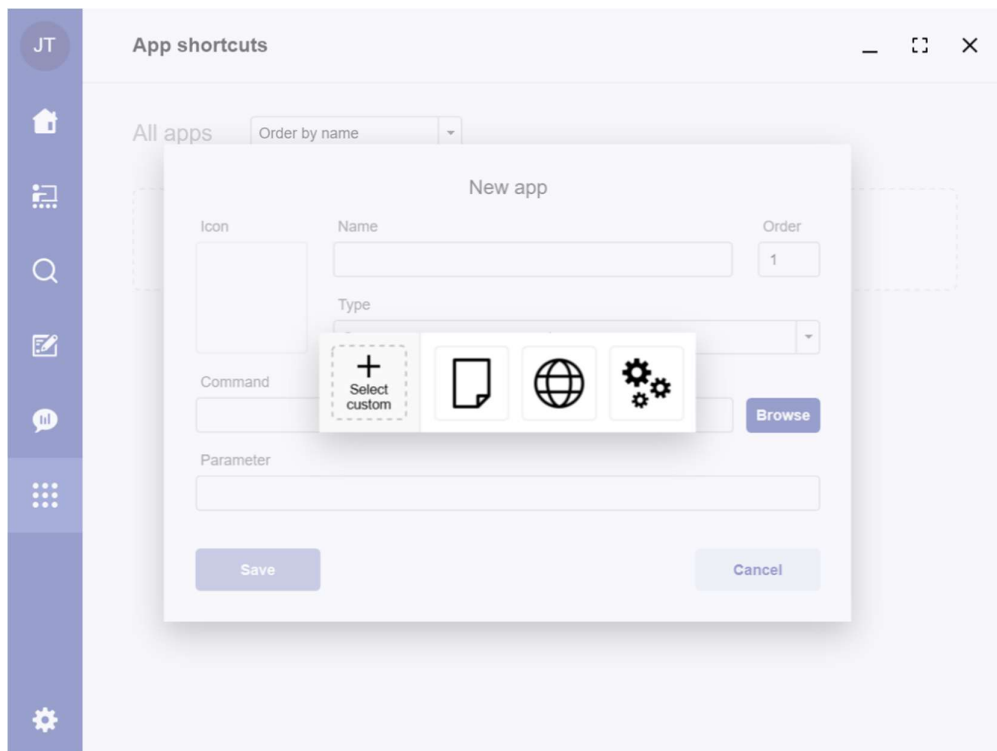 JT
App shortcuts
All apps
Order by name
New app
Icon
Name
Order
1
Type
Select
custom
Command
Browse
Parameter
Save
Cancel